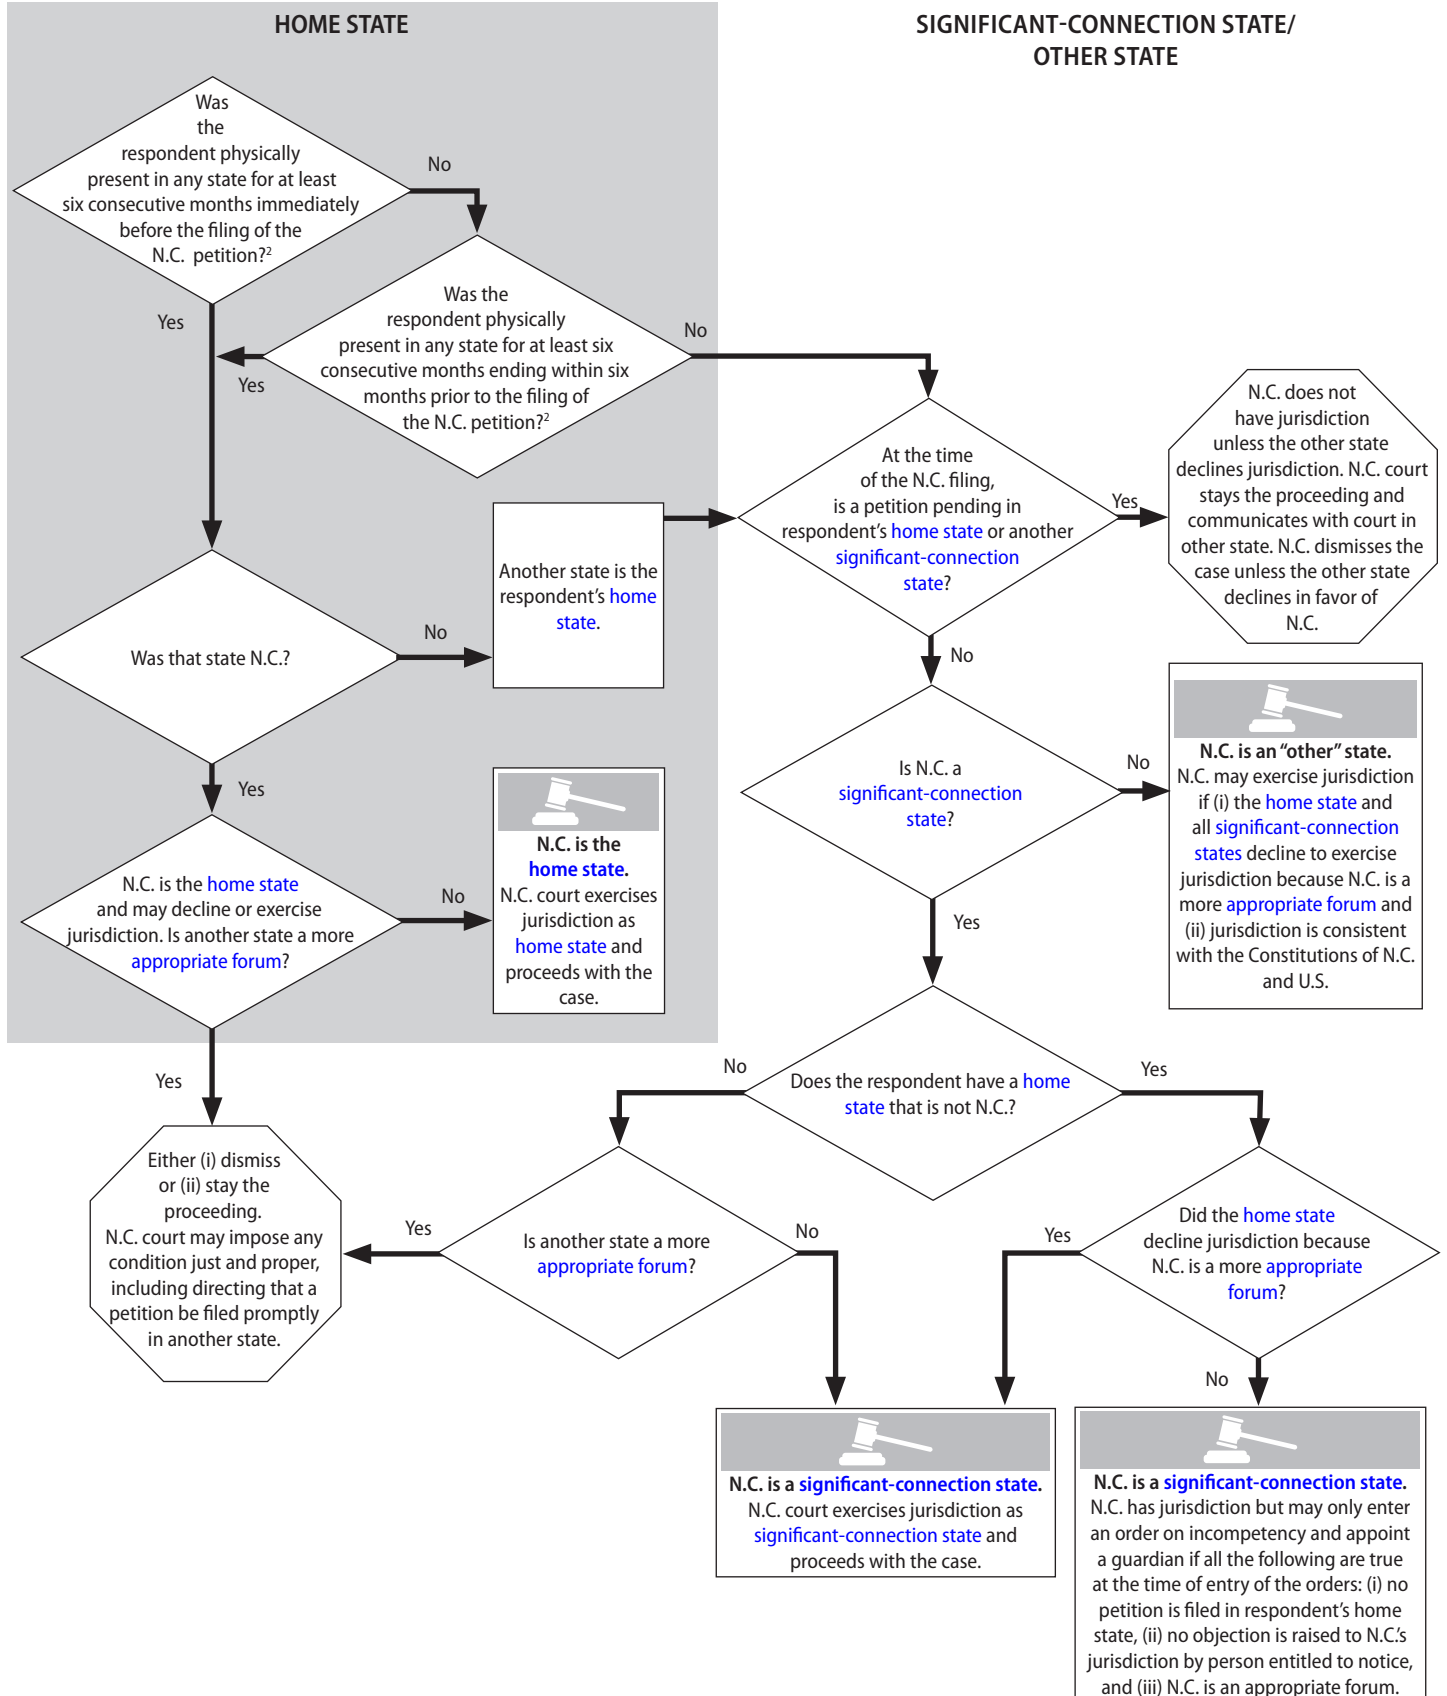 HOME STATE
SIGNIFICANT-CONNECTION STATE/
OTHER STATE
Was
the
respondent physically
present in any state for at least
six consecutive months immediately
before the filing of the
N.C. petition?2
No
Yes
Was the
respondent physically
present in any state for at least six
consecutive months ending within six
months prior to the filing of
the N.C. petition?2
Yes
No
At the time
of the N.C. filing,
is a petition pending in
respondent's home state or another
significant-connection
state?
Yes
N.C. does not
have jurisdiction
unless the other state
declines jurisdiction. N.C. court
stays the proceeding and
communicates with court in
other state. N.C. dismisses the
case unless the other state
declines in favor of
N.C.
Another state is the
respondent's home
state.
Was that state N.C.?
No
Yes
No
Is N.C. a
significant-connection
state?
No
N.C. is an “other” state.
N.C. may exercise jurisdiction
if (i) the home state and
all significant-connection
states decline to exercise
jurisdiction because N.C. is a
more appropriate forum and
(ii) jurisdiction is consistent
with the Constitutions of N.C.
and U.S.
N.C. is the home state
and may decline or exercise
jurisdiction. Is another state a more
appropriate forum?
No
N.C. is the
home state.
N.C. court exercises
jurisdiction as
home state and
proceeds with the
case.
Yes
Yes
Does the respondent have a home
state that is not N.C.?
No
Yes
Either (i) dismiss
or (ii) stay the
proceeding.
N.C. court may impose any
condition just and proper,
including directing that a
petition be filed promptly
in another state.
Yes
Is another state a more
appropriate forum?
No
Yes
Did the home state
decline jurisdiction because
N.C. is a more appropriate
forum?
No
N.C. is a significant-connection state.
N.C. court exercises jurisdiction as
significant-connection state and
proceeds with the case.
N.C. is a significant-connection state.
N.C. has jurisdiction but may only enter
an order on incompetency and appoint
a guardian if all the following are true
at the time of entry of the orders: (i) no
petition is filed in respondent's home
state, (ii) no objection is raised to N.C.'s
jurisdiction by person entitled to notice,
and (iii) N.C. is an appropriate forum.